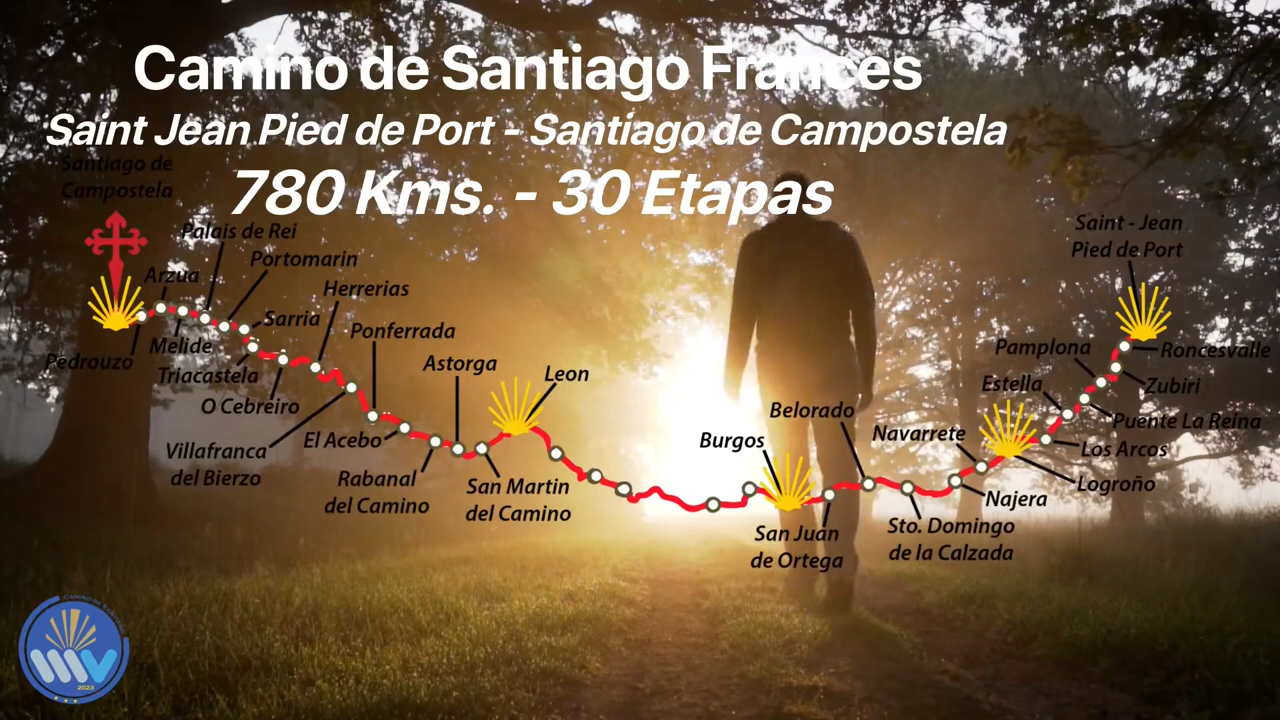 Camino de Santiago Frances
Saint Jean Pied de Port - Santiago de Campostela
780 Kms. - 30 Etapas
Santiago de
Campostela
Palais de Rei
Portomarin
Arzua
Herrerias
Sarria
Ponferrada
Pedrouzo
Melide
Triacastela
Astorga
Leon
O Cebreiro
Villafranca
del Bierzo
El Acebo
Rabanal
del Camino
San Martin
del Camino
Burgos
Belorado
San Juan
de Ortega
Navarrete
Sto. Domingo
de la Calzada
Najera
Saint - Jean
Pied de Port
Pamplona
Roncesvalle
Estella
Zubiri
Puente La Reina
Los Arcos
Logroño
MV
2023